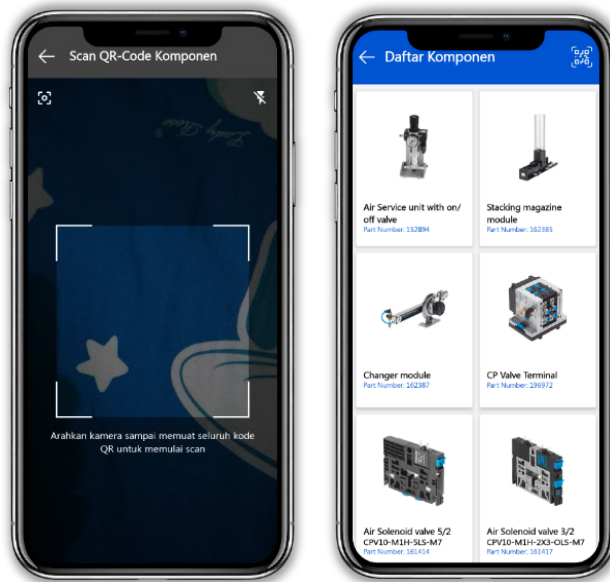 Scan QR-Code Komponen
Arahkan kamera sampai memuat seluruh kode
QR untuk memulai scan
Daftar Komponen
Air Service unit with on/
off valve
Part Number: 152894
Stacking magazine
module
Part Number: 162385
Changer module
Part Number: 162387
CP Valve Terminal
Part Number: 196972
Air Solenoid valve 5/2
CPV10-M1H-5LS-M7
Part Number: 161414
Air Solenoid valve 3/2
CPV10-M1H-2X3-OLS-M7
Part Number: 161417